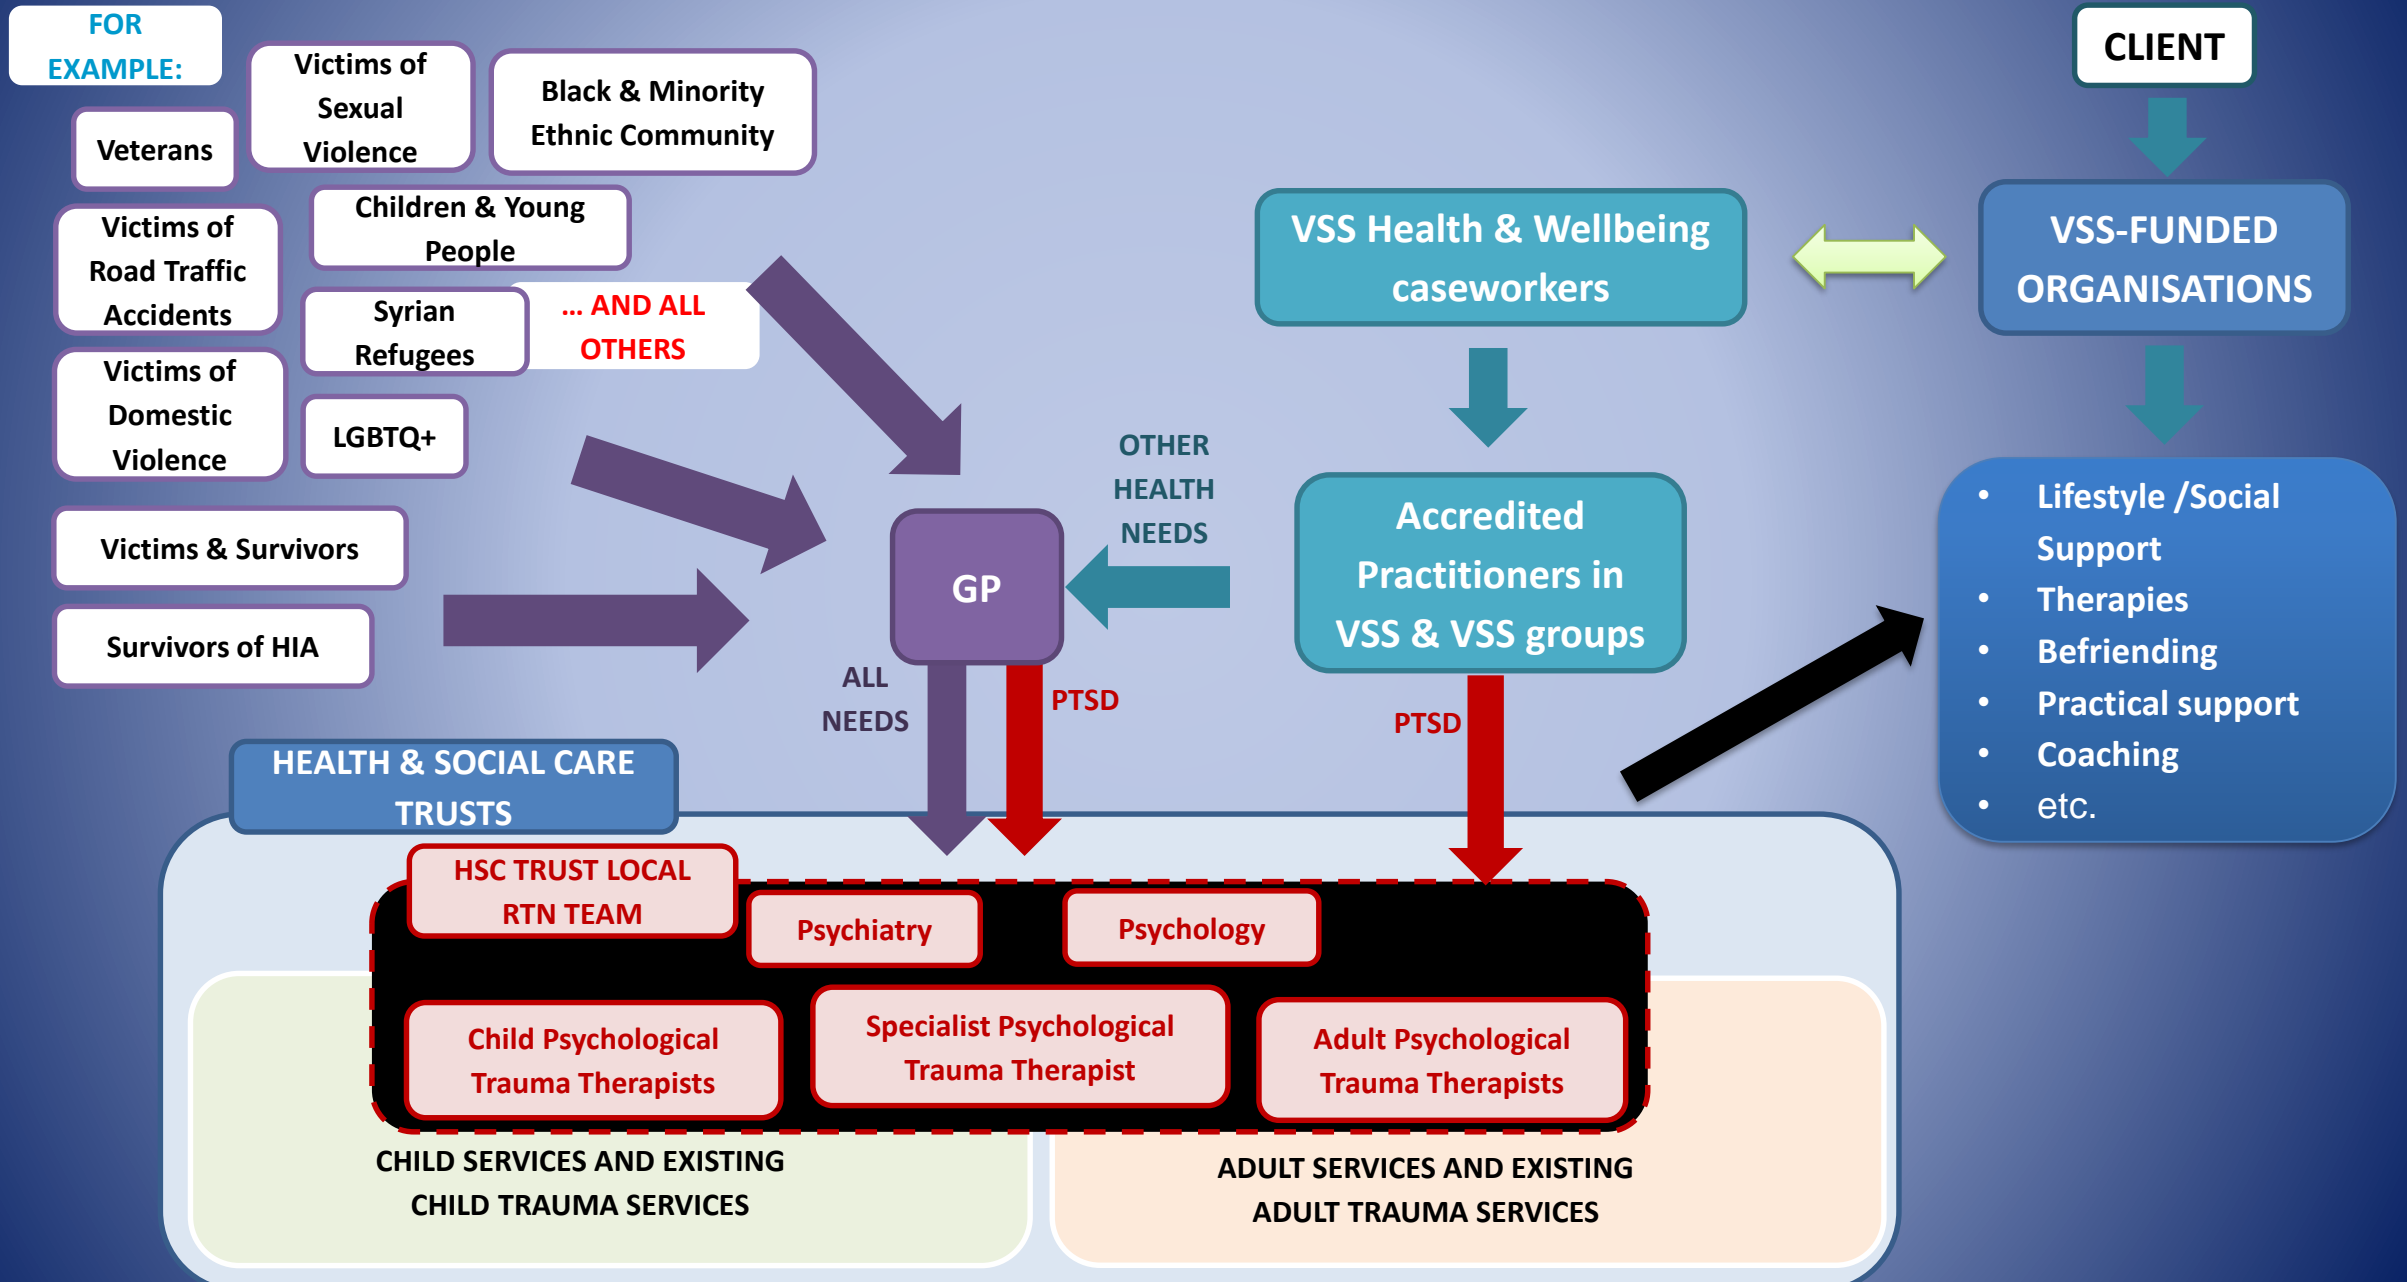 FOR
EXAMPLE:
Veterans
Victims of
Sexual
Violence
Black & Minority
Ethnic Community
Victims of
Road Traffic
Accidents
Children & Young
People
Syrian
Refugees
... AND ALL
OTHERS
Victims of
Domestic
Violence
LGBTQ+
Victims & Survivors
Survivors of HIA
CLIENT
VSS Health & Wellbeing
caseworkers
VSS-FUNDED
ORGANISATIONS
OTHER
HEALTH
NEEDS
GP
Accredited
Practitioners in
VSS & VSS groups
• Lifestyle /Social
Support
• Therapies
• Befriending
• Practical support
• Coaching
• etc.
ALL
NEEDS
PTSD
PTSD
HEALTH & SOCIAL CARE
TRUSTS
HSC TRUST LOCAL
RTN TEAM
Psychiatry
Psychology
Child Psychological
Trauma Therapists
Specialist Psychological
Trauma Therapist
Adult Psychological
Trauma Therapists
CHILD SERVICES AND EXISTING
CHILD TRAUMA SERVICES
ADULT SERVICES AND EXISTING
ADULT TRAUMA SERVICES